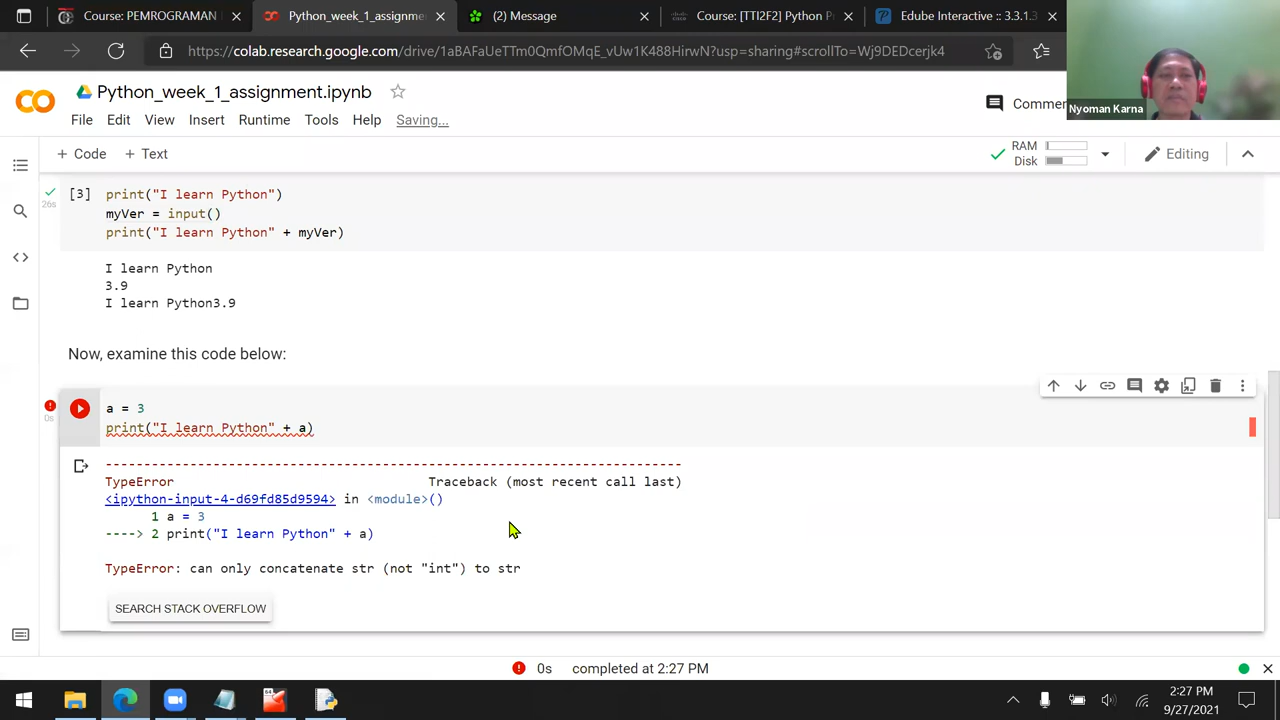 Course: PEMROGRAMAN
Python_week_1_assignme
(2) Message
Course: [TTI2F2] Python P
Edube Interactive :: 3.3.1.3
https://colab.research.google.com/drive/1aBAFaUeTTm0QmfOMqE_vUw1K488HirwN?usp=sharing#scrollTo=Wj9DEDcerjk4
Nyoman Karna
Python_week_1_assignment.ipynb
Comme
File Edit View Insert Runtime Tools Help Saving...
+ Code + Text
RAM
Disk
Editing
[3] print("I learn Python")
26s
myVer = input()
print("I learn Python" + myVer)
I learn Python
3.9
I learn Python3.9
Now, examine this code below:
a = 3
0s
print("I learn Python" + a)
---------------------------------------------------------------------------
TypeError Traceback (most recent call last)
<ipython-input-4-d69fd85d9594> in <module>()
1 a = 3
----> 2 print("I learn Python" + a)
TypeError: can only concatenate str (not "int") to str
SEARCH STACK OVERFLOW
0s completed at 2:27 PM
64
2:27 PM
9/27/2021